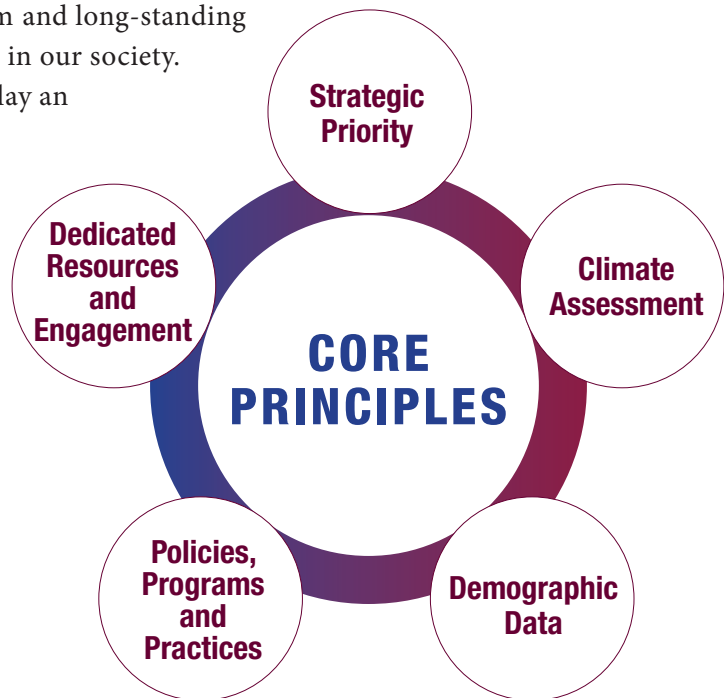 and long-standing
in our society.
an
Strategic
Priority
Dedicated
Resources
and
Engagement
Climate
Assessment
CORE
PRINCIPLES
Policies,
Programs
and
Practices
Demographic
Data